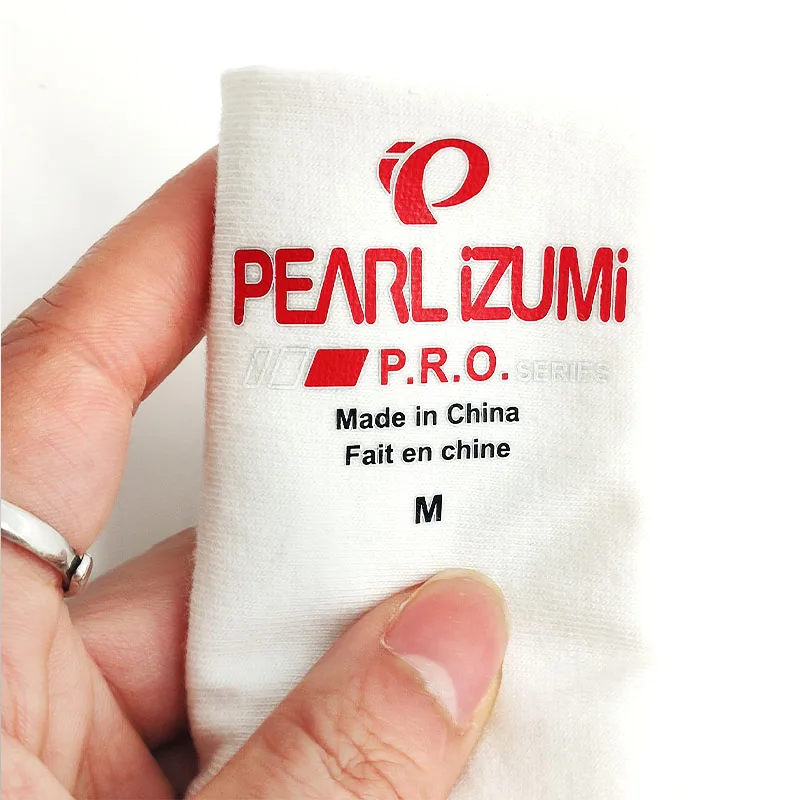 PEARL iZUMi
P.R.O. SERIES
Made in China
Fait en chine
M